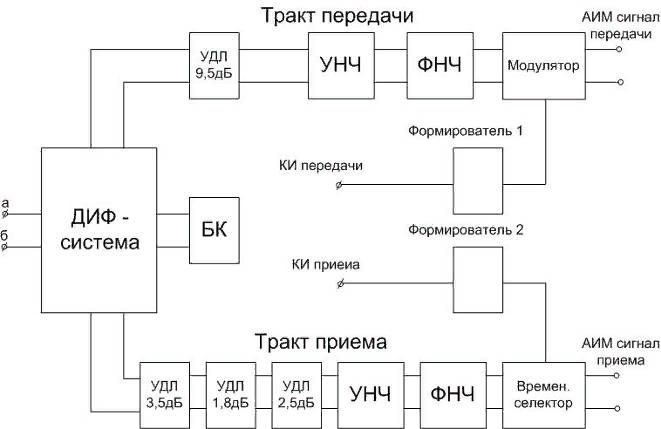 Тракт передачи
АИМ сигнал
передачи
УДЛ
9,5дБ
УНЧ
ФНЧ
Модулятор
Формирователь 1
КИ передачи
а
б
ДИФ -
система
БК
Формирователь 2
КИ приеиа
Тракт приема
АИМ сигнал
приема
УДЛ
3,5дБ
УДЛ
1,8дБ
УДЛ
2,5дБ
УНЧ
ФНЧ
Времен.
селектор